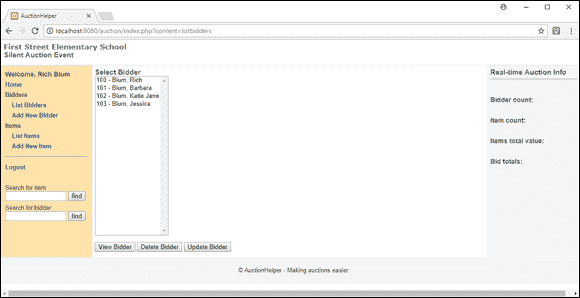 AuctionHelper
localhost:8080/auction/index.php?content=listbidders
First Street Elementary School
Silent Auction Event
Welcome, Rich Blum
Home
Bidders
List Bidders
Add New Bidder
Items
List Items
Add New Item
Logout
Search for item
find
Search for bidder
find
Select Bidder
100 - Blum, Rich
101 - Blum, Barbara
102 - Blum, Katie Jane
103 - Blum, Jessica
View Bidder Delete Bidder Update Bidder
Real-time Auction Info
Bidder count:
Item count:
Items total value:
Bid totals:
© AuctionHelper - Making auctions easier